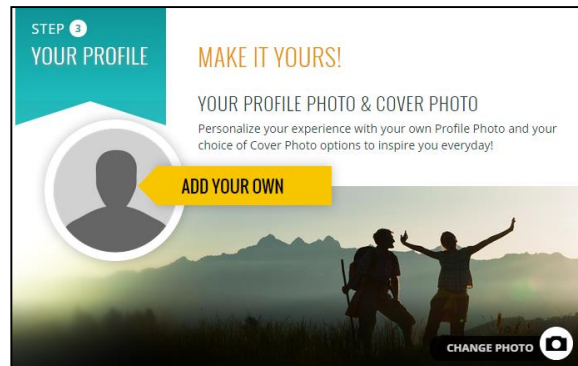 STEP 3
YOUR PROFILE
MAKE IT YOURS!
YOUR PROFILE PHOTO & COVER PHOTO
Personalize your experience with your own Profile Photo and your
choice of Cover Photo options to inspire you everyday!
ADD YOUR OWN
CHANGE PHOTO